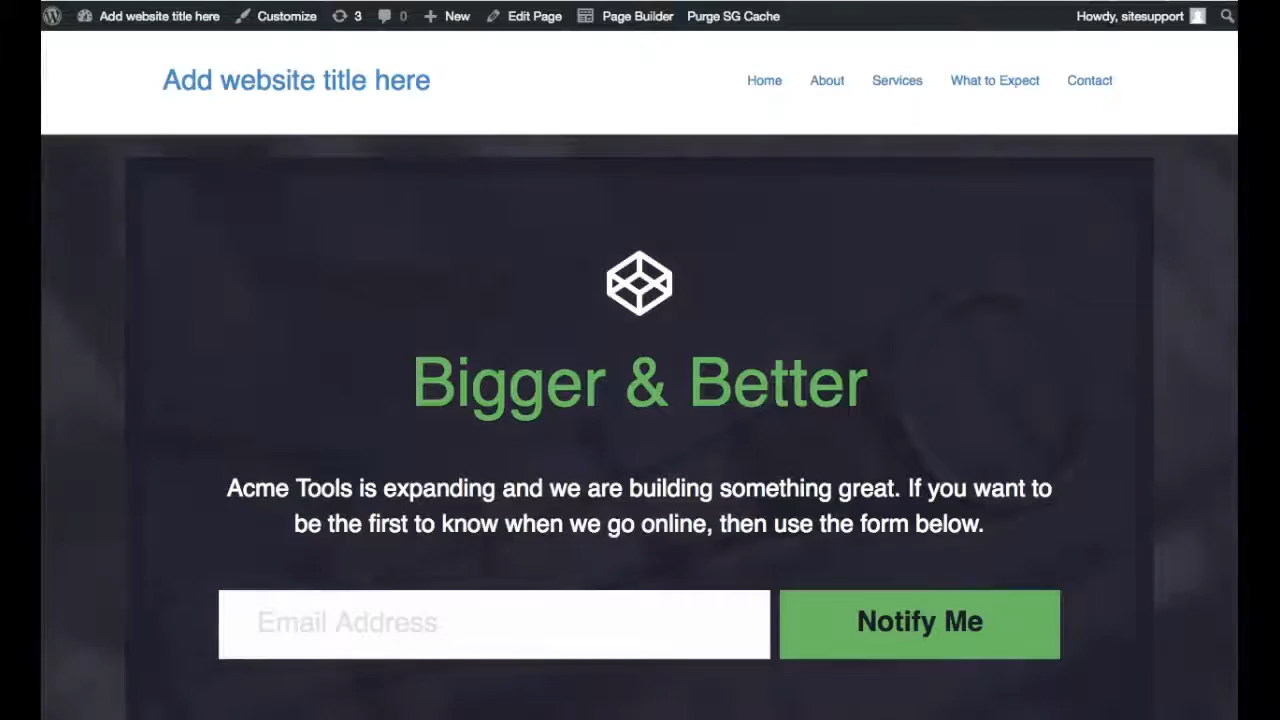 Add website title here Customize 3 0 New Edit Page Page Builder Purge SG Cache Howdy, sitesupport
Add website title here Home About Services What to Expect Contact
Bigger & Better
Acme Tools is expanding and we are building something great. If you want to
be the first to know when we go online, then use the form below.
Email Address Notify Me